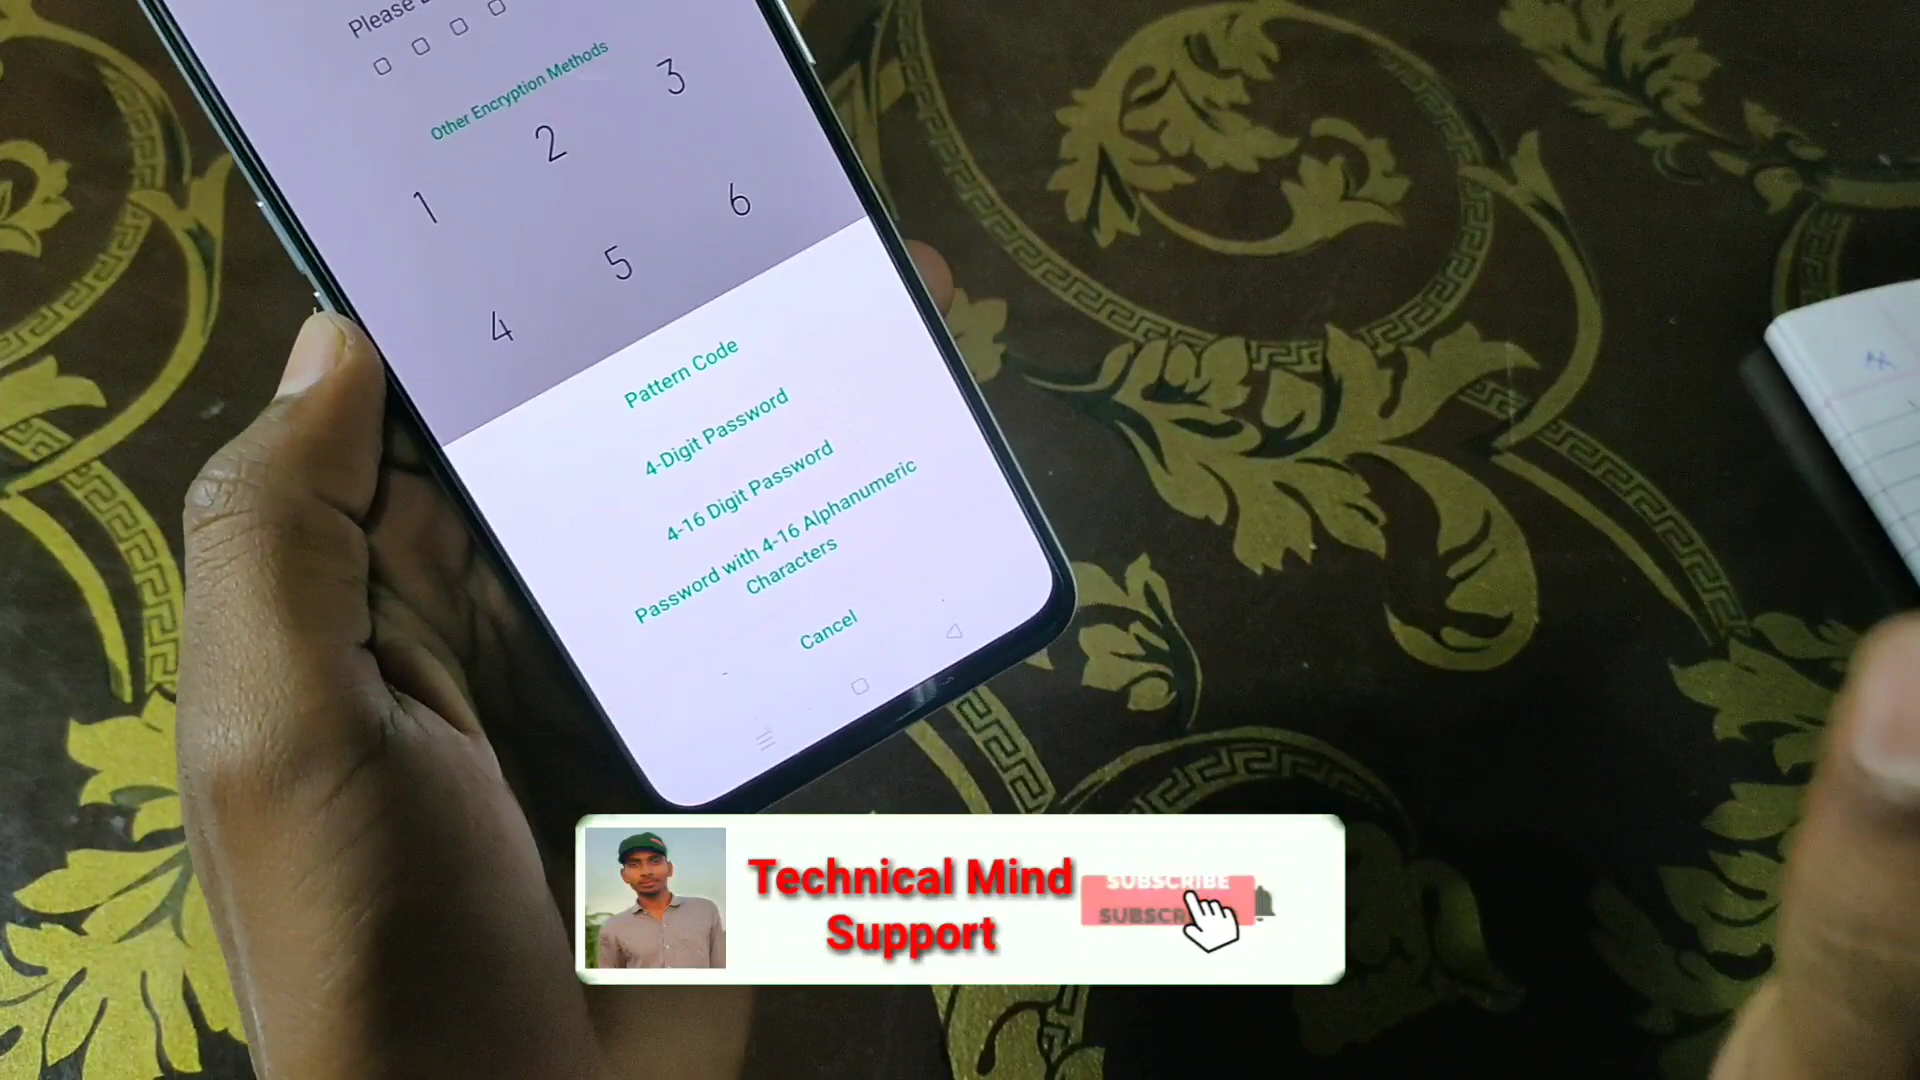 Please
Other Encryption Methods
1 2 3
4 5 6
Pattern Code
4-Digit Password
4-16 Digit Password
Password with 4-16 Alphanumeric
Characters
Cancel
Technical Mind
Support
SUBSCRIBE